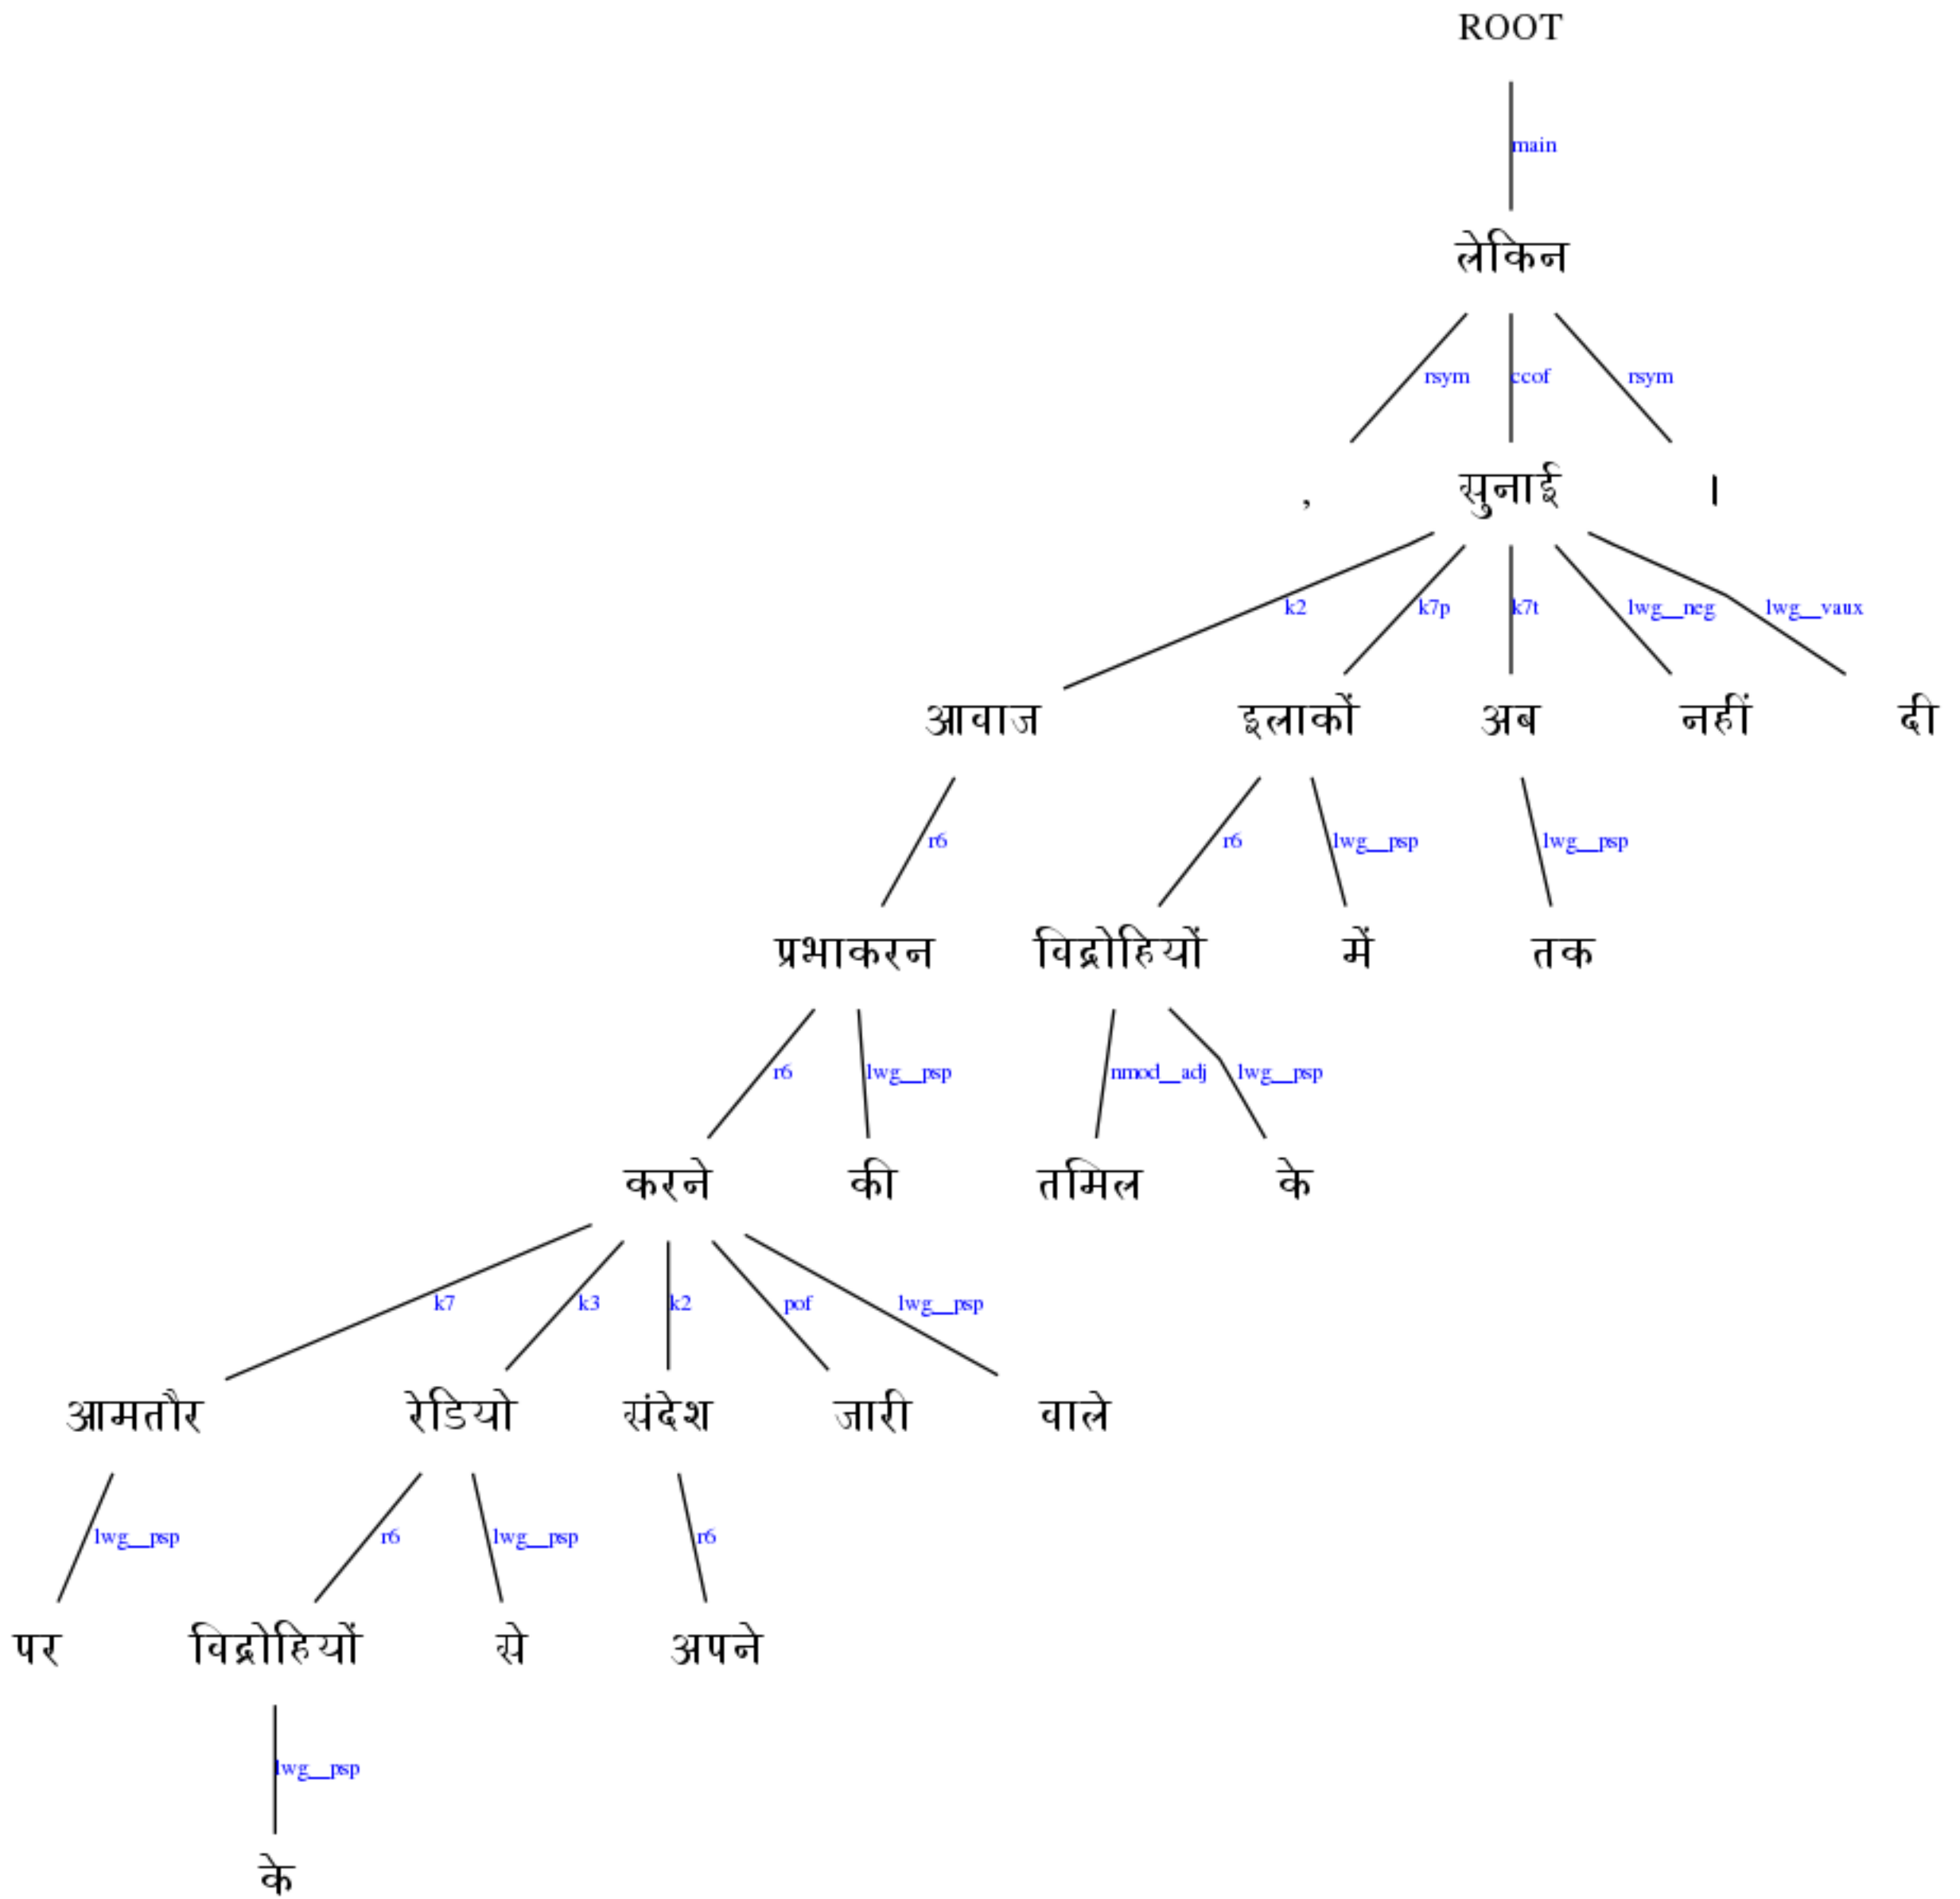 ROOT
main
लेकिन
rsym ccof rsym
, सुनाई ।
k2 k7p k7t lwg__neg lwg__vaux
आवाज इलाकों अब नहीं दी
r6 r6 lwg__psp lwg__psp
प्रभाकरन विद्रोहियों में तक
r6 lwg__psp nmod__adj lwg__psp
करने की तमिल के
k7 k3 k2 pof lwg__psp
आमतौर रेडियो संदेश जारी वाले
lwg__psp r6 lwg__psp r6
पर विद्रोहियों से अपने
lwg__psp
के